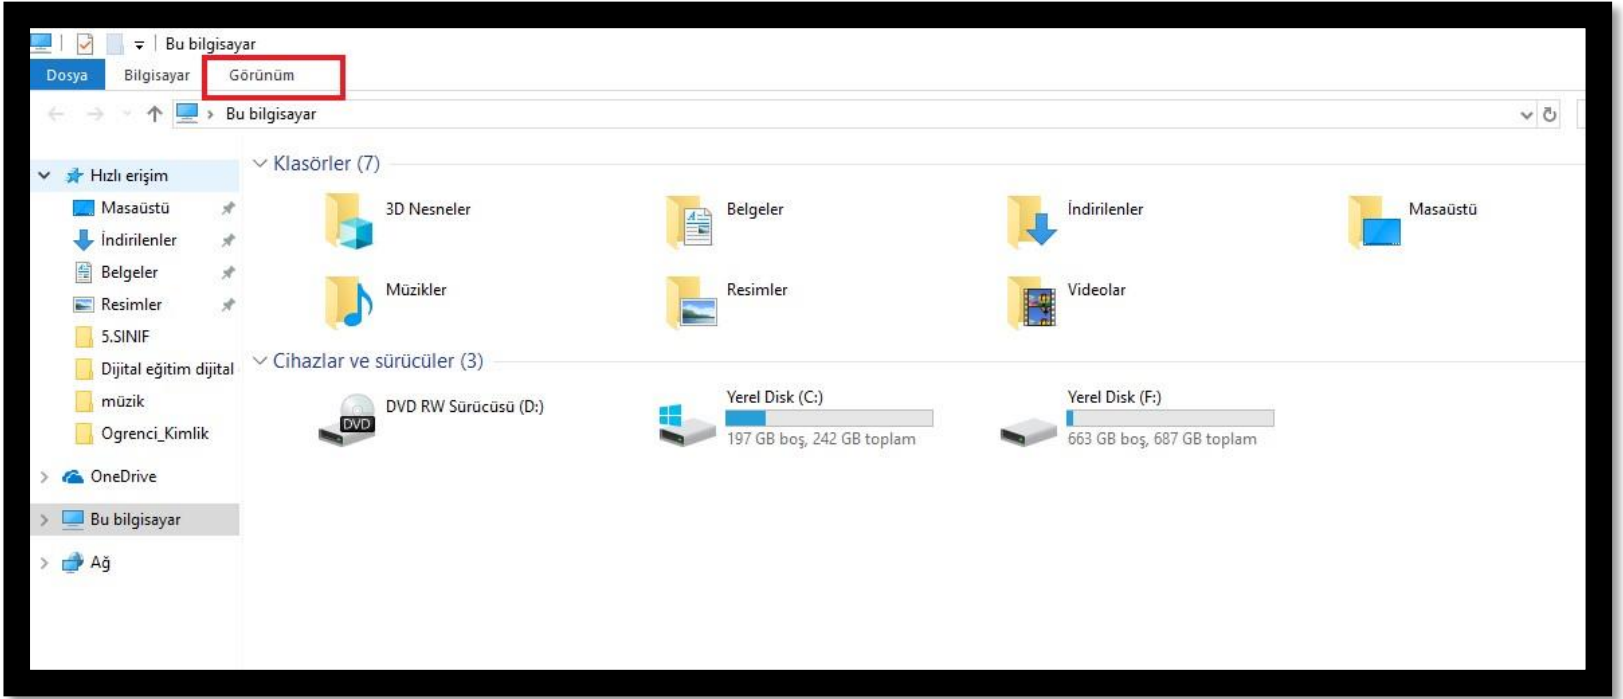 Bu bilgisayar
Dosya Bilgisayar Görünüm
Bu bilgisayar
Hızlı erişim
Masaüstü
İndirilenler
Belgeler
Resimler
5.SINIF
Dijital eğitim dijital
müzik
Ogrenci_Kimlik
OneDrive
Bu bilgisayar
Ağ
Klasörler (7)
3D Nesneler
Belgeler
İndirilenler
Masaüstü
Müzikler
Resimler
Videolar
Cihazlar ve sürücüler (3)
DVD RW Sürücüsü (D:)
DVD
Yerel Disk (C:)
197 GB boş, 242 GB toplam
Yerel Disk (F:)
663 GB boş, 687 GB toplam